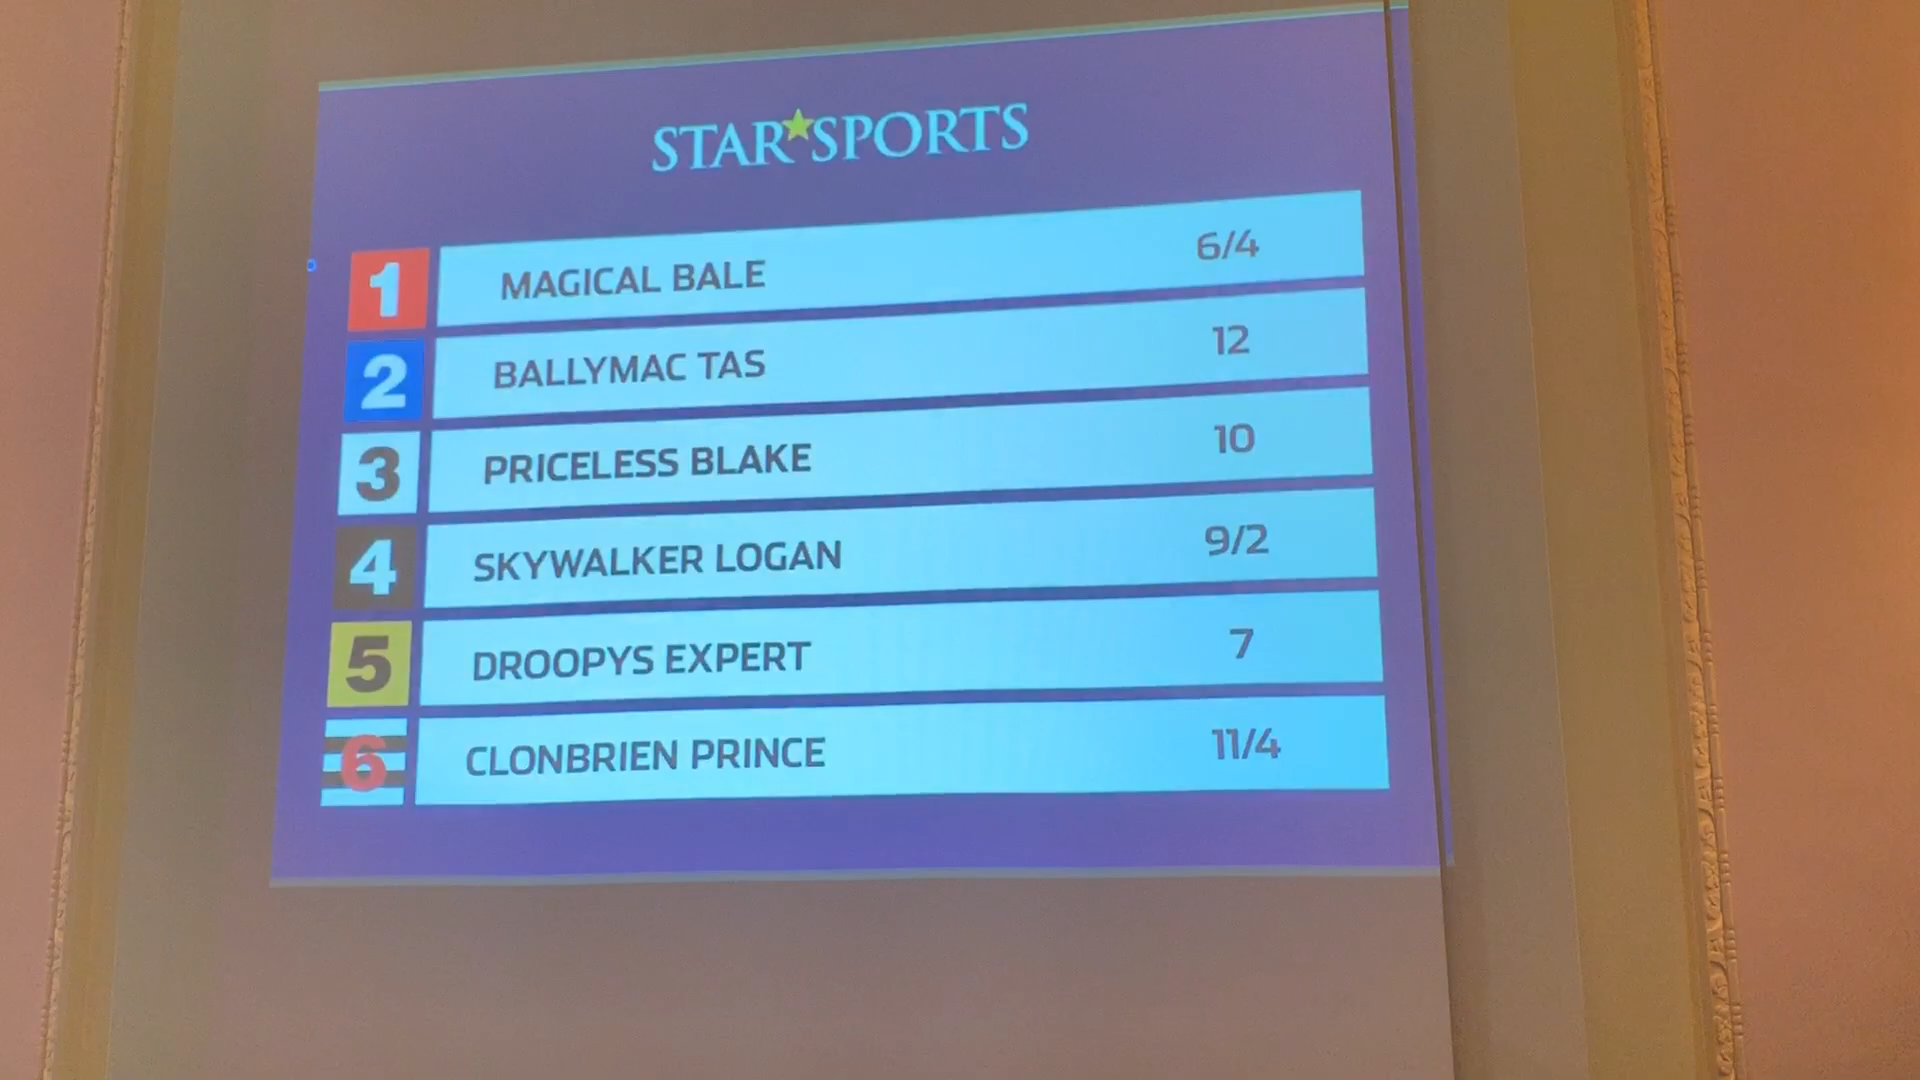 STAR SPORTS
1 MAGICAL BALE 6/4
2 BALLYMAC TAS 12
3 PRICELESS BLAKE 10
4 SKYWALKER LOGAN 9/2
5 DROOPYS EXPERT 7
6 CLONBRIEN PRINCE 11/4